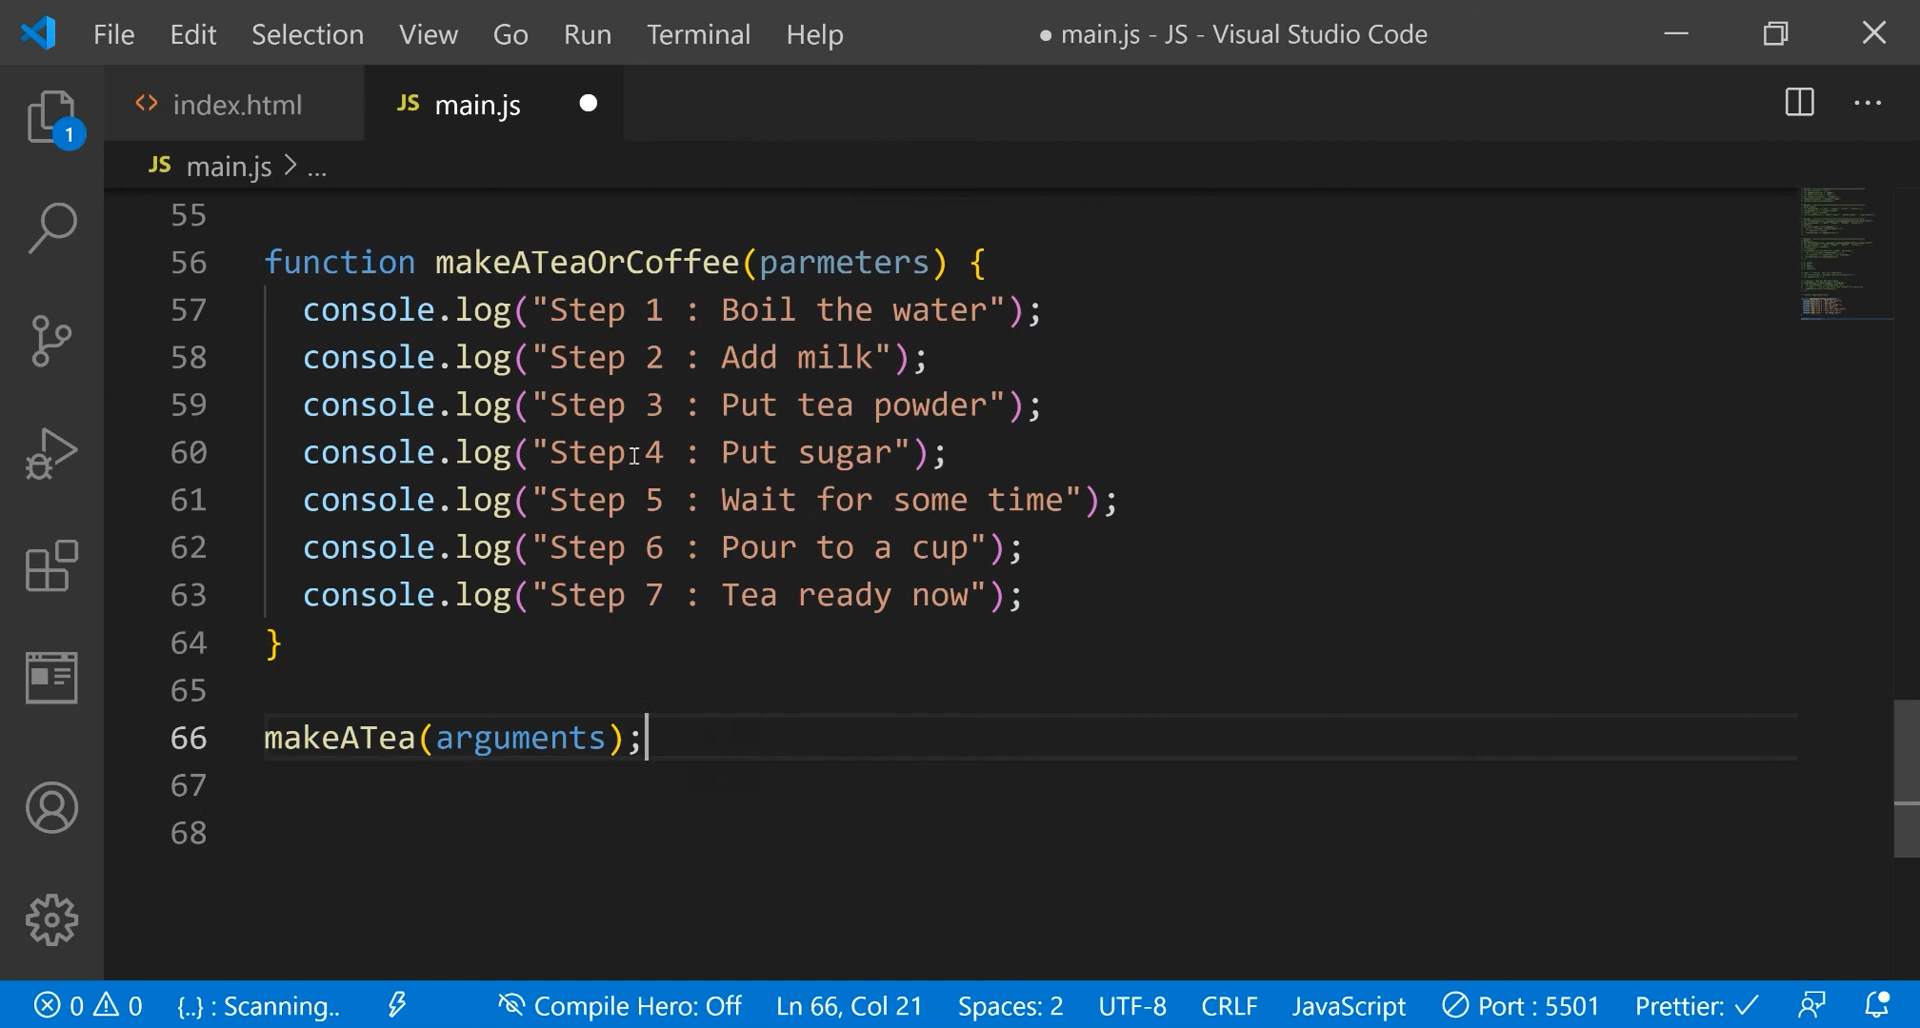 File Edit Selection View Go Run Terminal Help ● main.js - JS - Visual Studio Code
<> index.html JS main.js ●
1
JS main.js > ...
55
56 function makeATeaOrCoffee(parmeters) {
57 console.log("Step 1 : Boil the water");
58 console.log("Step 2 : Add milk");
59 console.log("Step 3 : Put tea powder");
60 console.log("Step 4 : Put sugar");
61 console.log("Step 5 : Wait for some time");
62 console.log("Step 6 : Pour to a cup");
63 console.log("Step 7 : Tea ready now");
64 }
65
66 makeATea(arguments);
67
68
0 0 {..} : Scanning.. Compile Hero: Off Ln 66, Col 21 Spaces: 2 UTF-8 CRLF JavaScript Port : 5501 Prettier: ✓